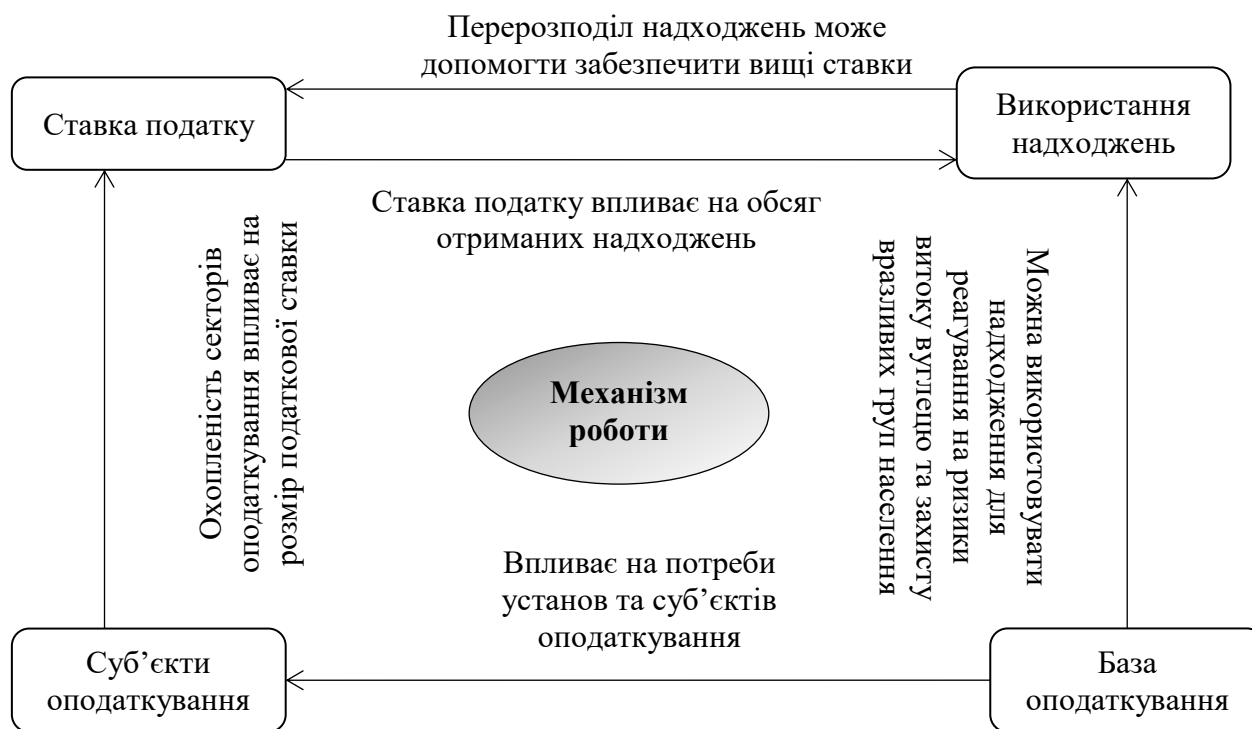 Перерозподіл надходжень може
допомогти забезпечити вищі ставки
Ставка податку
Використання
надходжень
Ставка податку впливає на обсяг
отриманих надходжень
Охопленість секторів
оподаткування впливає на
розмір податкової ставки
Механізм
роботи
Можна використовувати
надходження для
реагування на ризики
витоку вуглецю та захисту
вразливих груп населення
Впливає на потреби
установ та суб’єктів
оподаткування
Суб’єкти
оподаткування
База
оподаткування